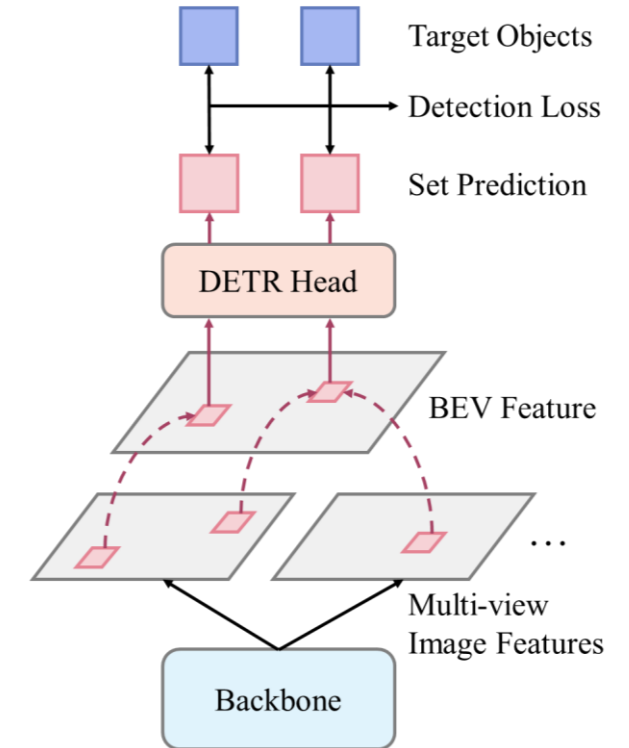 Target Objects
Detection Loss
Set Prediction
DETR Head
BEV Feature
...
Multi-view
Image Features
Backbone